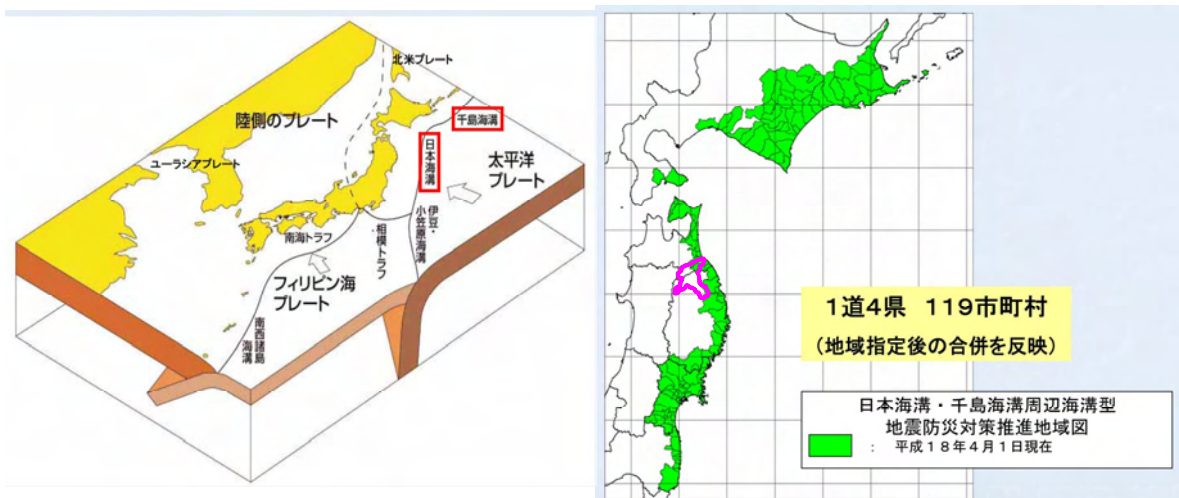 北米プレート
陸側のプレート
千島海溝
日本海溝
ユーラシアプレート
太平洋
プレート
伊豆・
小笠原海溝
南海トラフ
相模トラフ
フィリピン海
プレート
南西諸島
海溝
1道4県 119市町村
(地域指定後の合併を反映)
日本海溝・千島海溝周辺海溝型
地震防災対策推進地域図
: 平成18年4月1日現在